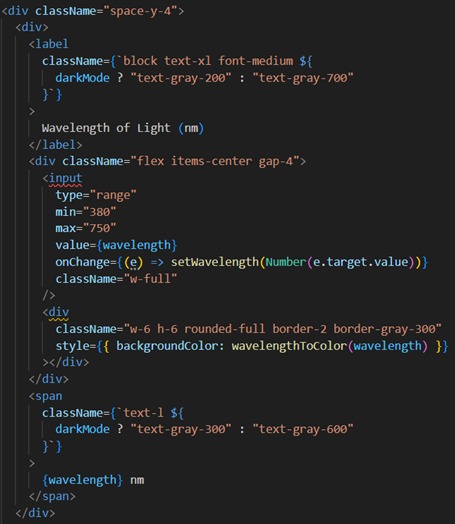 <div className="space-y-4">
  <div>
    <label
      className={`block text-xl font-medium ${
        darkMode ? "text-gray-200" : "text-gray-700"
      }`}
    >
      Wavelength of Light (nm)
    </label>
    <div className="flex items-center gap-4">
      <input
        type="range"
        min="380"
        max="750"
        value={wavelength}
        onChange={(e) => setWavelength(Number(e.target.value))}
        className="w-full"
      />
      <div
        className="w-6 h-6 rounded-full border-2 border-gray-300"
        style={{ backgroundColor: wavelengthToColor(wavelength) }}
      ></div>
    </div>
    <span
      className={`text-l ${
        darkMode ? "text-gray-300" : "text-gray-600"
      }`}
    >
      {wavelength} nm
    </span>
  </div>